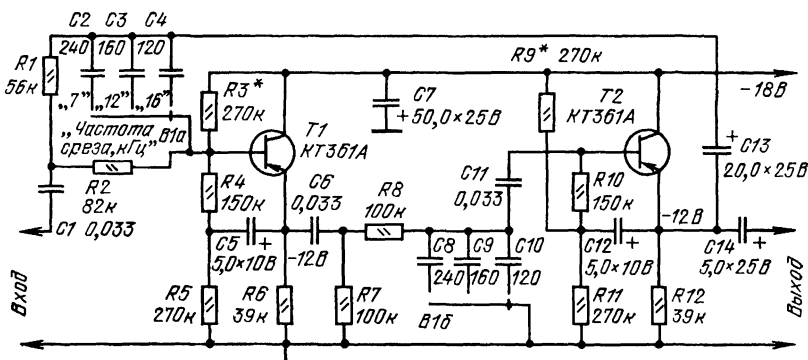 C2 C3 C4
240 160 120
R1
56к
„7" „12" „16"
„Частота
среза, кГц" В1а
R2
82к
C1 0,033
R3*
270к
T1
КТ361А
R4
150к
C5
5,0×10В
+
R5
270к
R6
39к
-12В
C6
0,033
R7
100к
R8
100к
C7
+ 50,0×25В
C8 C9 C10
240 160 120
В1б
C11
0,033
R9* 270к
T2
КТ361А
R10
150к
C12
5,0×10В
+
R11
270к
R12
39к
-12В
-18В
+
C13
20,0×25В
C14
5,0×25В
+
Вход
Выход